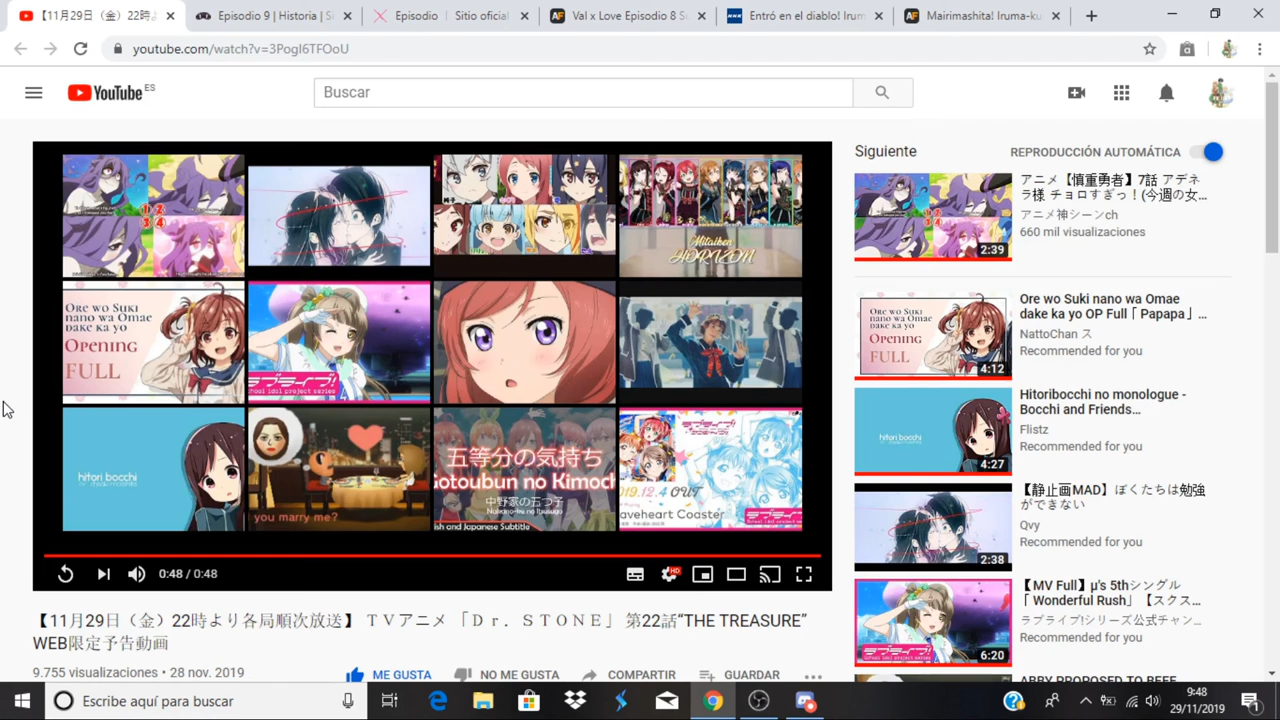 【11月29日（金）22時よ
Episodio 9 | Historia | S
Episodio | Sitio oficial
Val x Love Episodio 8 S
Entró en el diablo! Irum
Mairimashita! Iruma-ku
youtube.com/watch?v=3PogI6TFOoU
YouTube ES
Buscar
Siguiente
REPRODUCCIÓN AUTOMÁTICA
アニメ【慎重勇者】7話 アデネ
ラ様 チョロすぎっ！(今週の女...
アニメ神シーンch
660 mil visualizaciones
2:39
Ore wo Suki nano wa Omae
dake ka yo OP Full「 Papapa」...
NattoChan ス
Recommended for you
4:12
Hitoribocchi no monologue -
Bocchi and Friends...
Flistz
Recommended for you
4:27
【静止画MAD】ぼくたちは勉強
ができない
Qvy
Recommended for you
2:38
【MV Full】μ's 5thシングル
「 Wonderful Rush」【スクス...
ラブライブ!シリーズ公式チャン...
Recommended for you
6:20
ABBY PROPOSED TO BEEF
Mitaiken
HORIZON
Ore wo Suki
nano wa Omae
dake ka yo
Opening
FULL
ラブライブ!
school idol project series
hitori bocchi
you marry me?
五等分の気持ち
Gotoubun no Kimoch
中野家の五つ子
Nakano-ke no Itsutsugo
ish and Japanese Subtitle
ラブライブ!
2019.12.4 OUT
Braveheart Coaster
0:48 / 0:48
HD
【11月29日（金）22時より各局順次放送】 ＴＶアニメ 「Ｄｒ．ＳＴＯＮＥ」 第22話“THE TREASURE”
WEB限定予告動画
9.755 visualizaciones • 28 nov. 2019
ME GUSTA
NO ME GUSTA
COMPARTIR
GUARDAR
Escribe aquí para buscar
9:48
29/11/2019